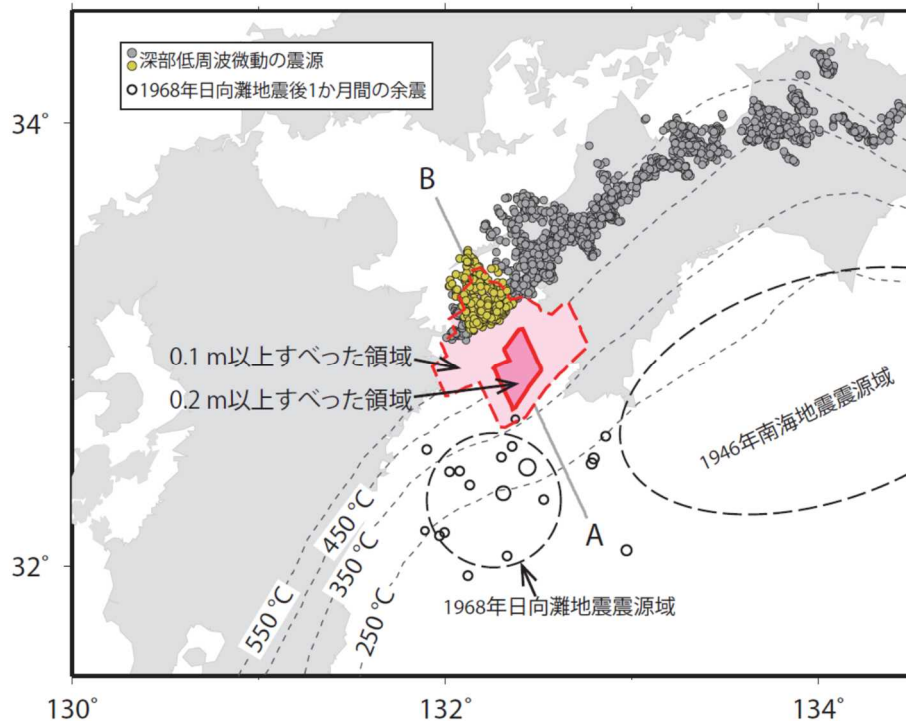 深部低周波微動の震源
1968年日向灘地震後1か月間の余震
34°
B
0.1 m以上すべった領域
0.2 m以上すべった領域
1946年南海地震震源域
A
32°
450 °C
350 °C
550 °C
250 °C
1968年日向灘地震震源域
130°
132°
134°